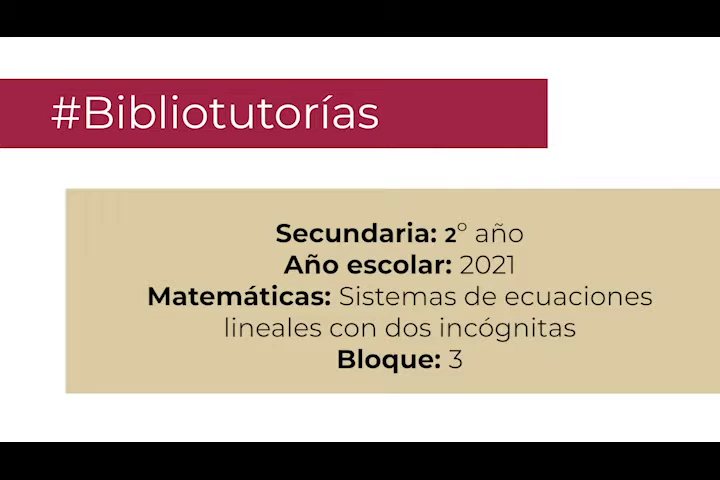 #Bibliotutorías
Secundaria: 2° año
Año escolar: 2021
Matemáticas: Sistemas de ecuaciones
lineales con dos incógnitas
Bloque: 3